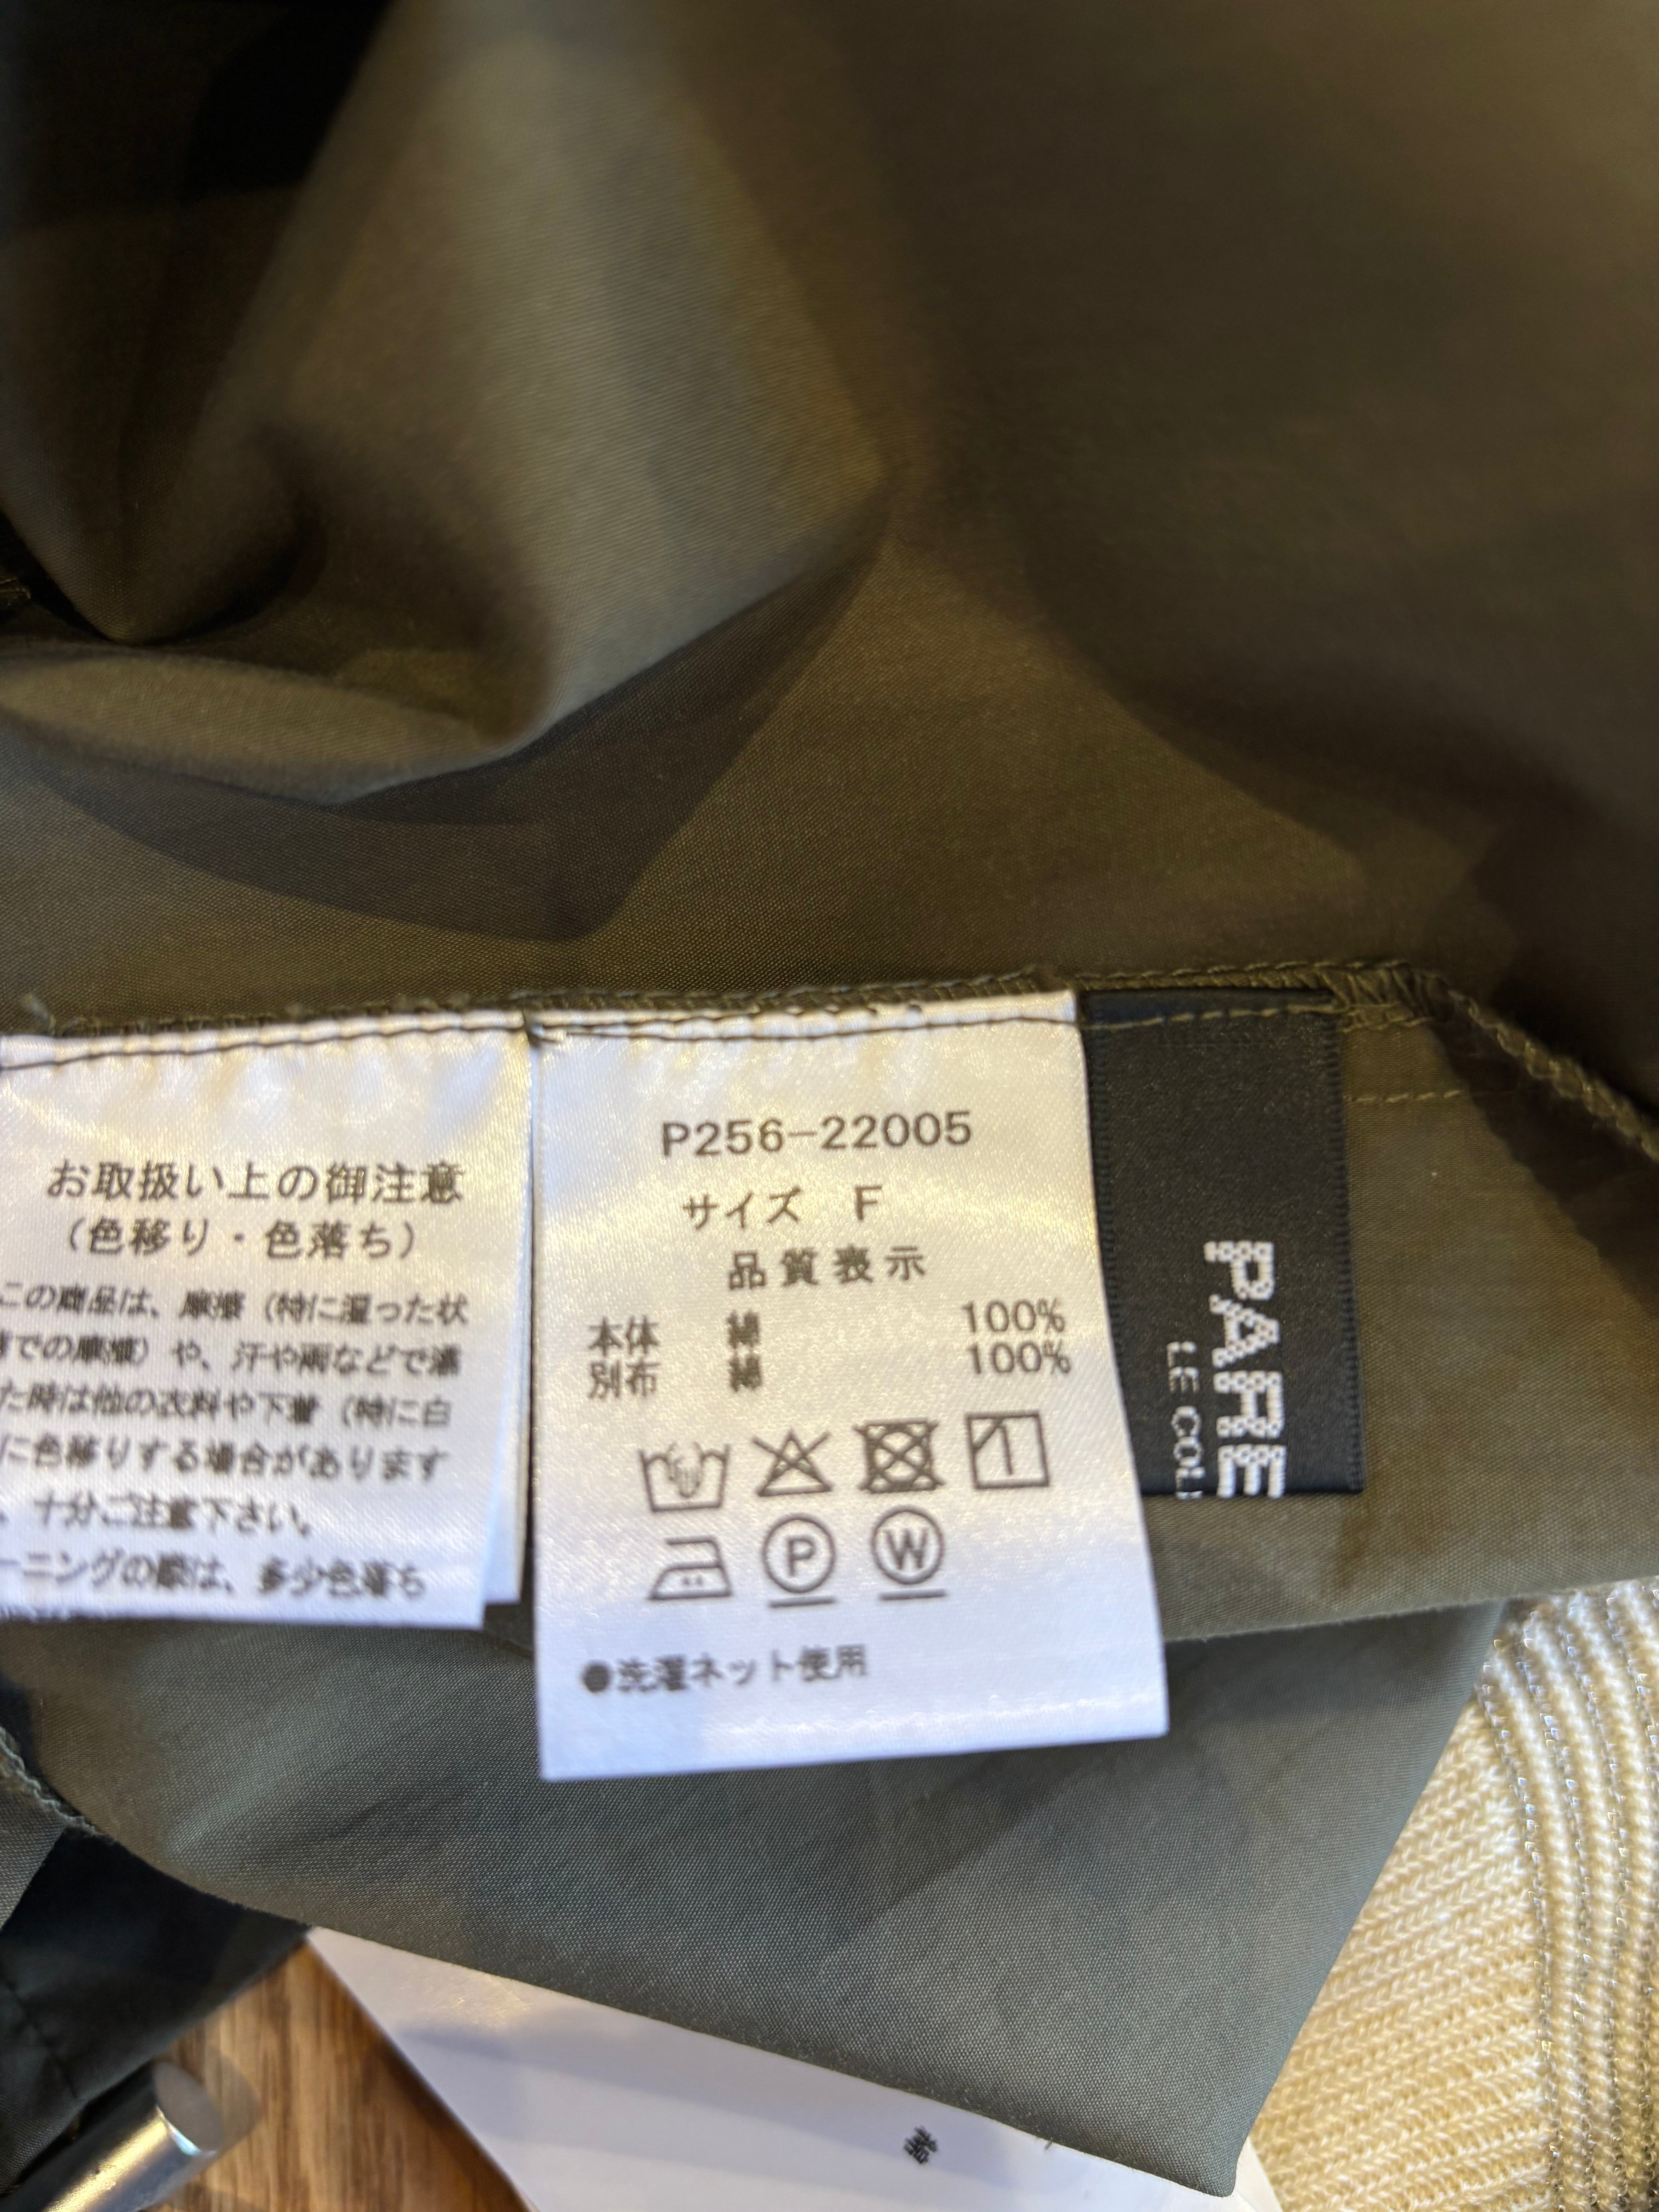 お取扱い上の御注意
（色移り・色落ち）
この商品は、摩擦（特に湿った状
での摩擦）や、汗や雨などで濡
た時は他の衣料や下着（特に白
に色移りする場合があります
、十分ご注意下さい。
ーニングの際は、多少色落ち
P256-22005
サイズ F
品質表示
本体 綿 100%
別布 綿 100%
P W
●洗濯ネット使用
PARE
LE COL
綿